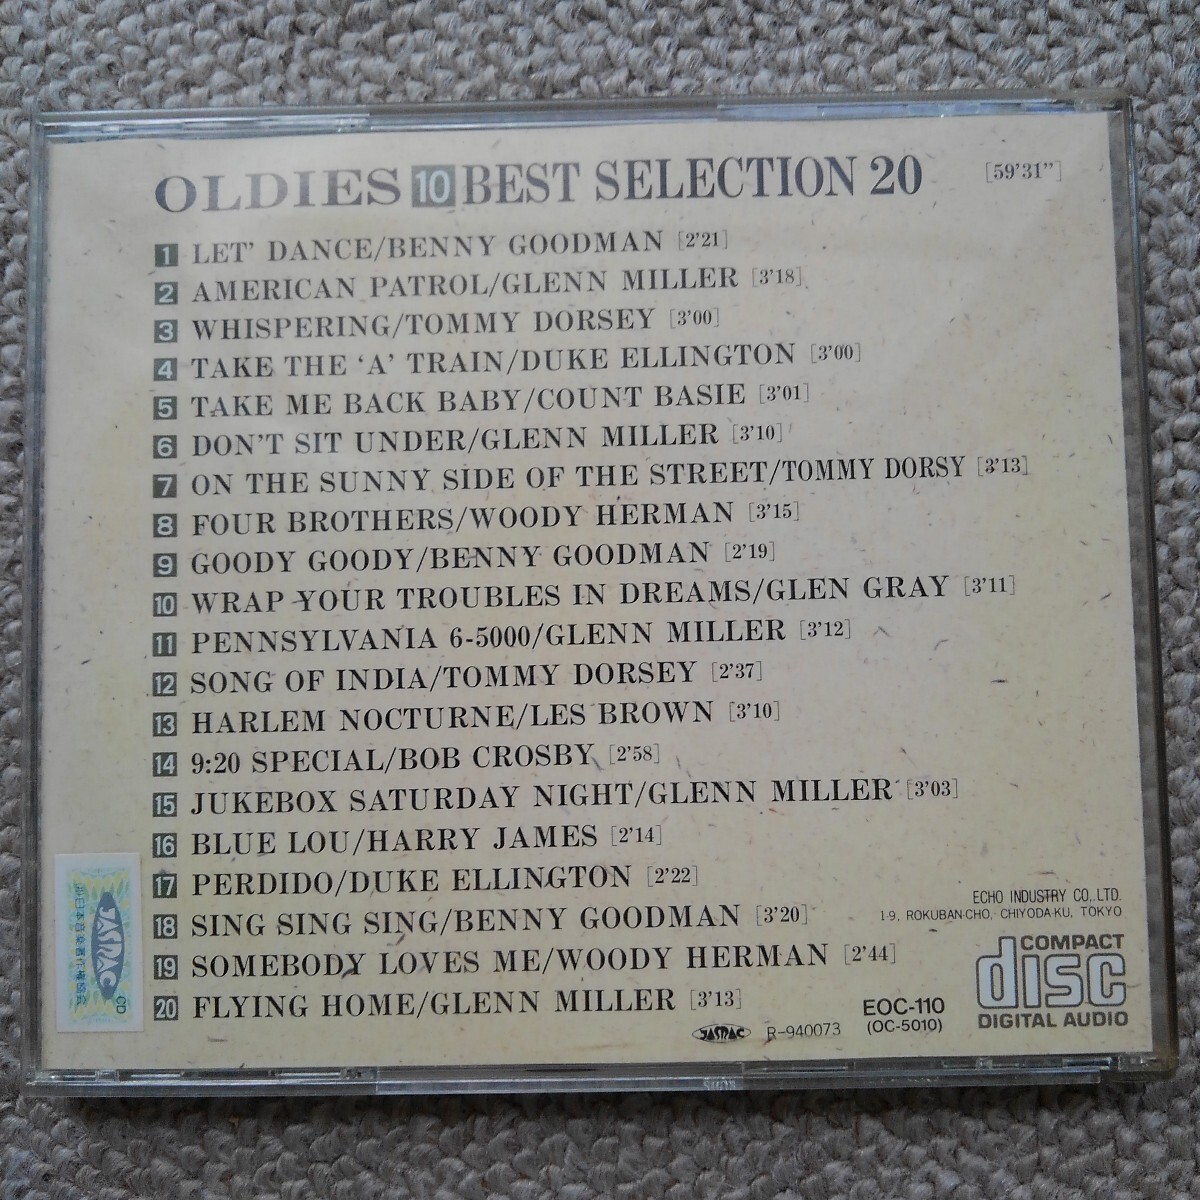 OLDIES 10 BEST SELECTION 20 [59'31"]
1 LET' DANCE/BENNY GOODMAN [2'21]
2 AMERICAN PATROL/GLENN MILLER [3'18]
3 WHISPERING/TOMMY DORSEY [3'00]
4 TAKE THE 'A' TRAIN/DUKE ELLINGTON [3'00]
5 TAKE ME BACK BABY/COUNT BASIE [3'01]
6 DON'T SIT UNDER/GLENN MILLER [3'10]
7 ON THE SUNNY SIDE OF THE STREET/TOMMY DORSY [3'13]
8 FOUR BROTHERS/WOODY HERMAN [3'15]
9 GOODY GOODY/BENNY GOODMAN [2'19]
10 WRAP YOUR TROUBLES IN DREAMS/GLEN GRAY [3'11]
11 PENNSYLVANIA 6-5000/GLENN MILLER [3'12]
12 SONG OF INDIA/TOMMY DORSEY [2'37]
13 HARLEM NOCTURNE/LES BROWN [3'10]
14 9:20 SPECIAL/BOB CROSBY [2'58]
15 JUKEBOX SATURDAY NIGHT/GLENN MILLER [3'03]
16 BLUE LOU/HARRY JAMES [2'14]
17 PERDIDO/DUKE ELLINGTON [2'22]
18 SING SING SING/BENNY GOODMAN [3'20]
19 SOMEBODY LOVES ME/WOODY HERMAN [2'44]
20 FLYING HOME/GLENN MILLER [3'13]
ECHO INDUSTRY CO.,LTD.
1-9, ROKUBAN-CHO, CHIYODA-KU, TOKYO
COMPACT
disc
DIGITAL AUDIO
EOC-110
(OC-5010)
JASRAC R-940073
JASRAC
CD